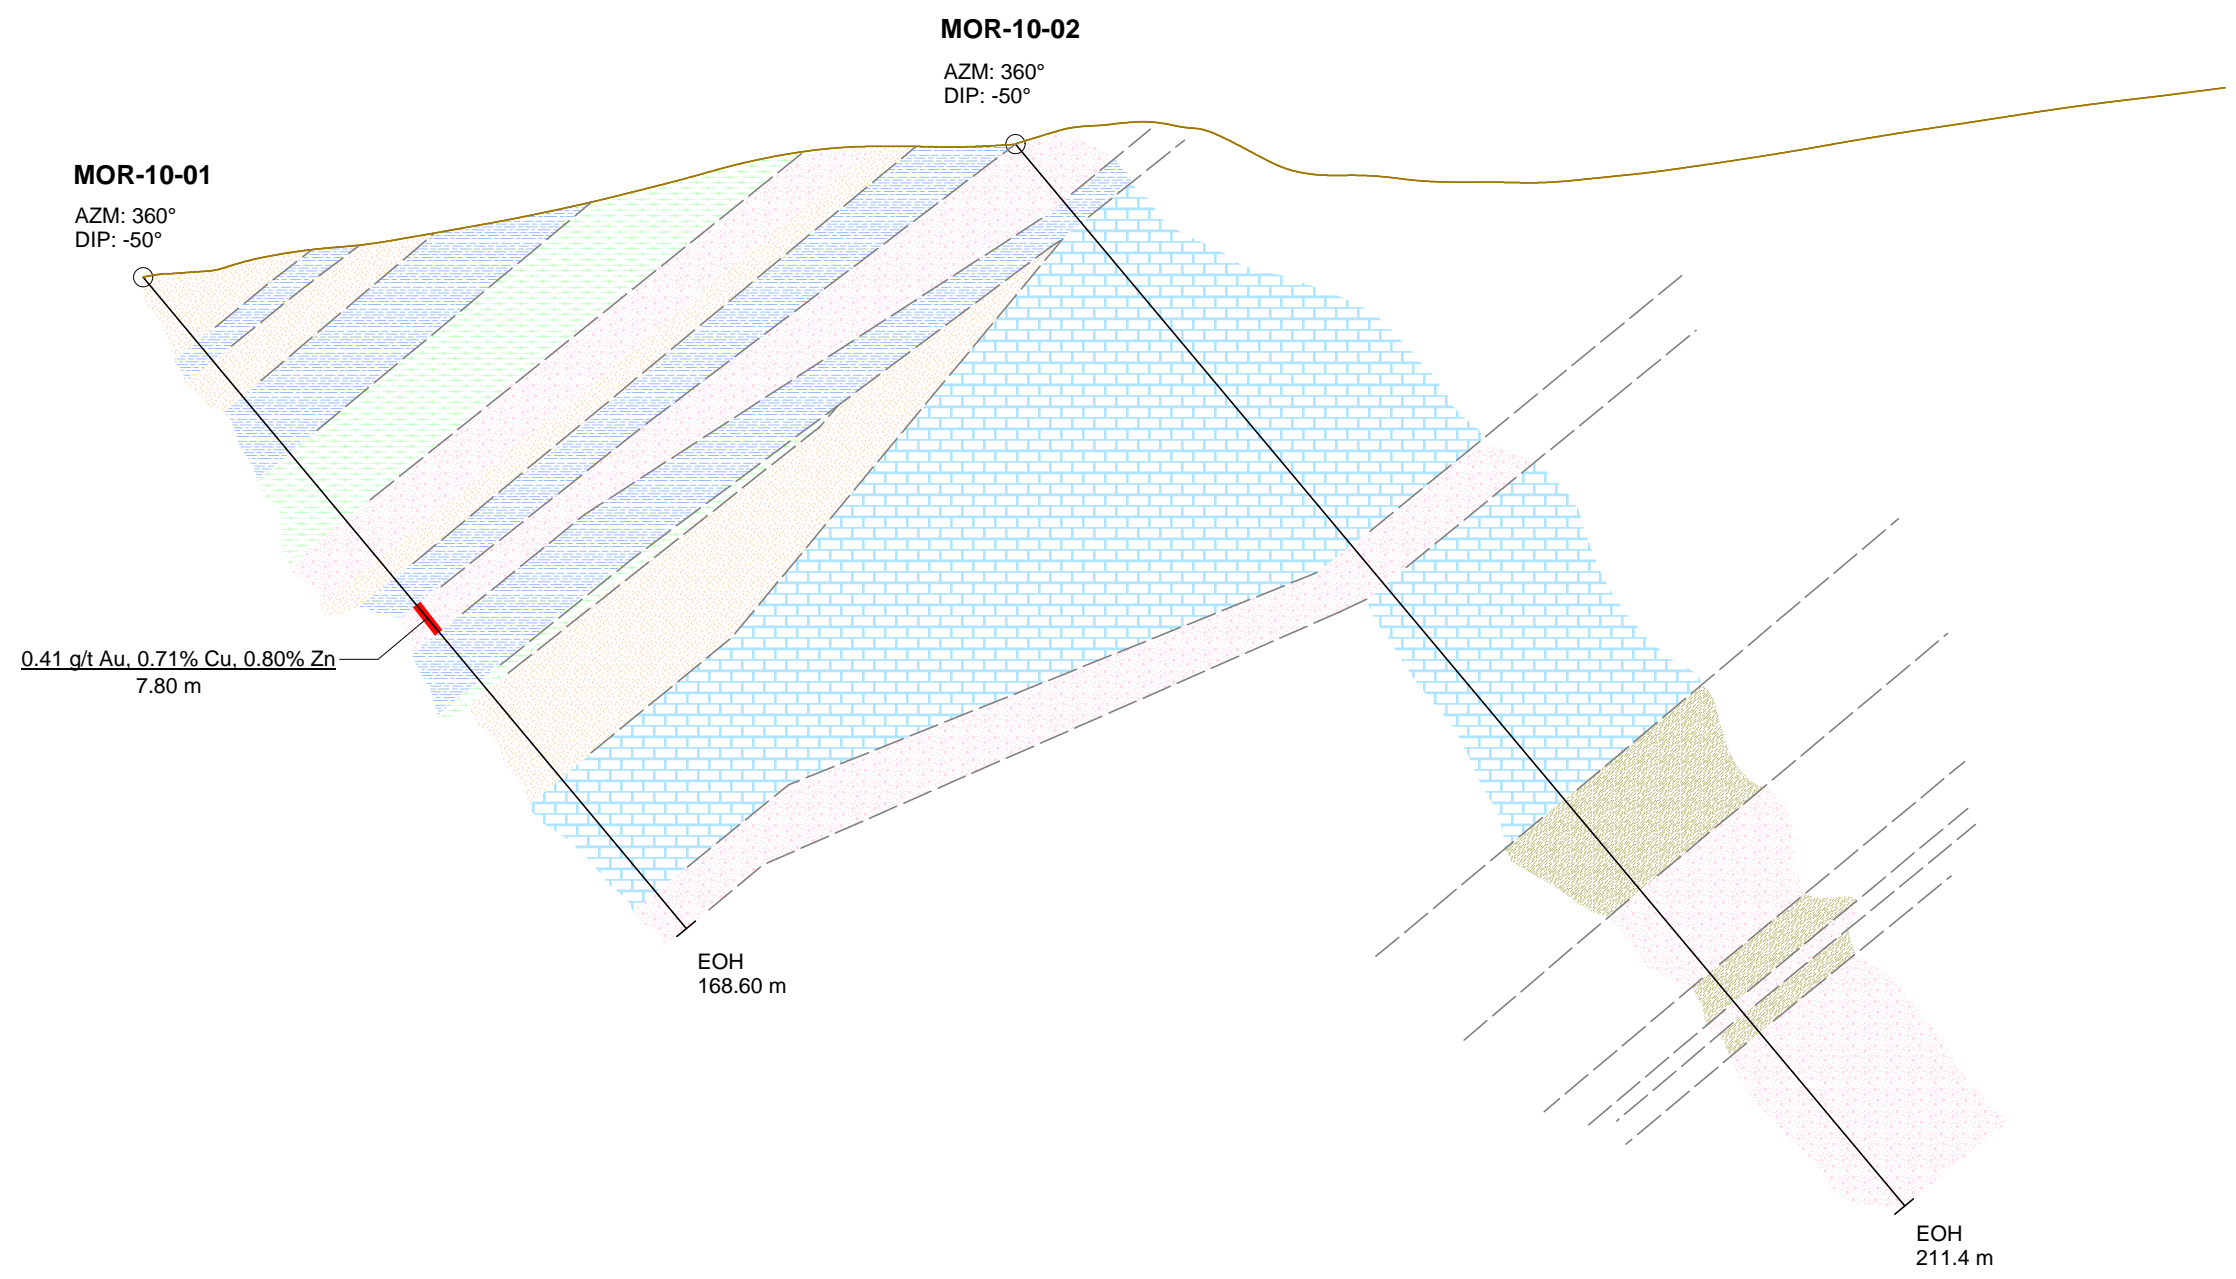 MOR-10-02
AZM: 360°
DIP: -50°
MOR-10-01
AZM: 360°
DIP: -50°
0.41 g/t Au, 0.71% Cu, 0.80% Zn
7.80 m
EOH
168.60 m
EOH
211.4 m